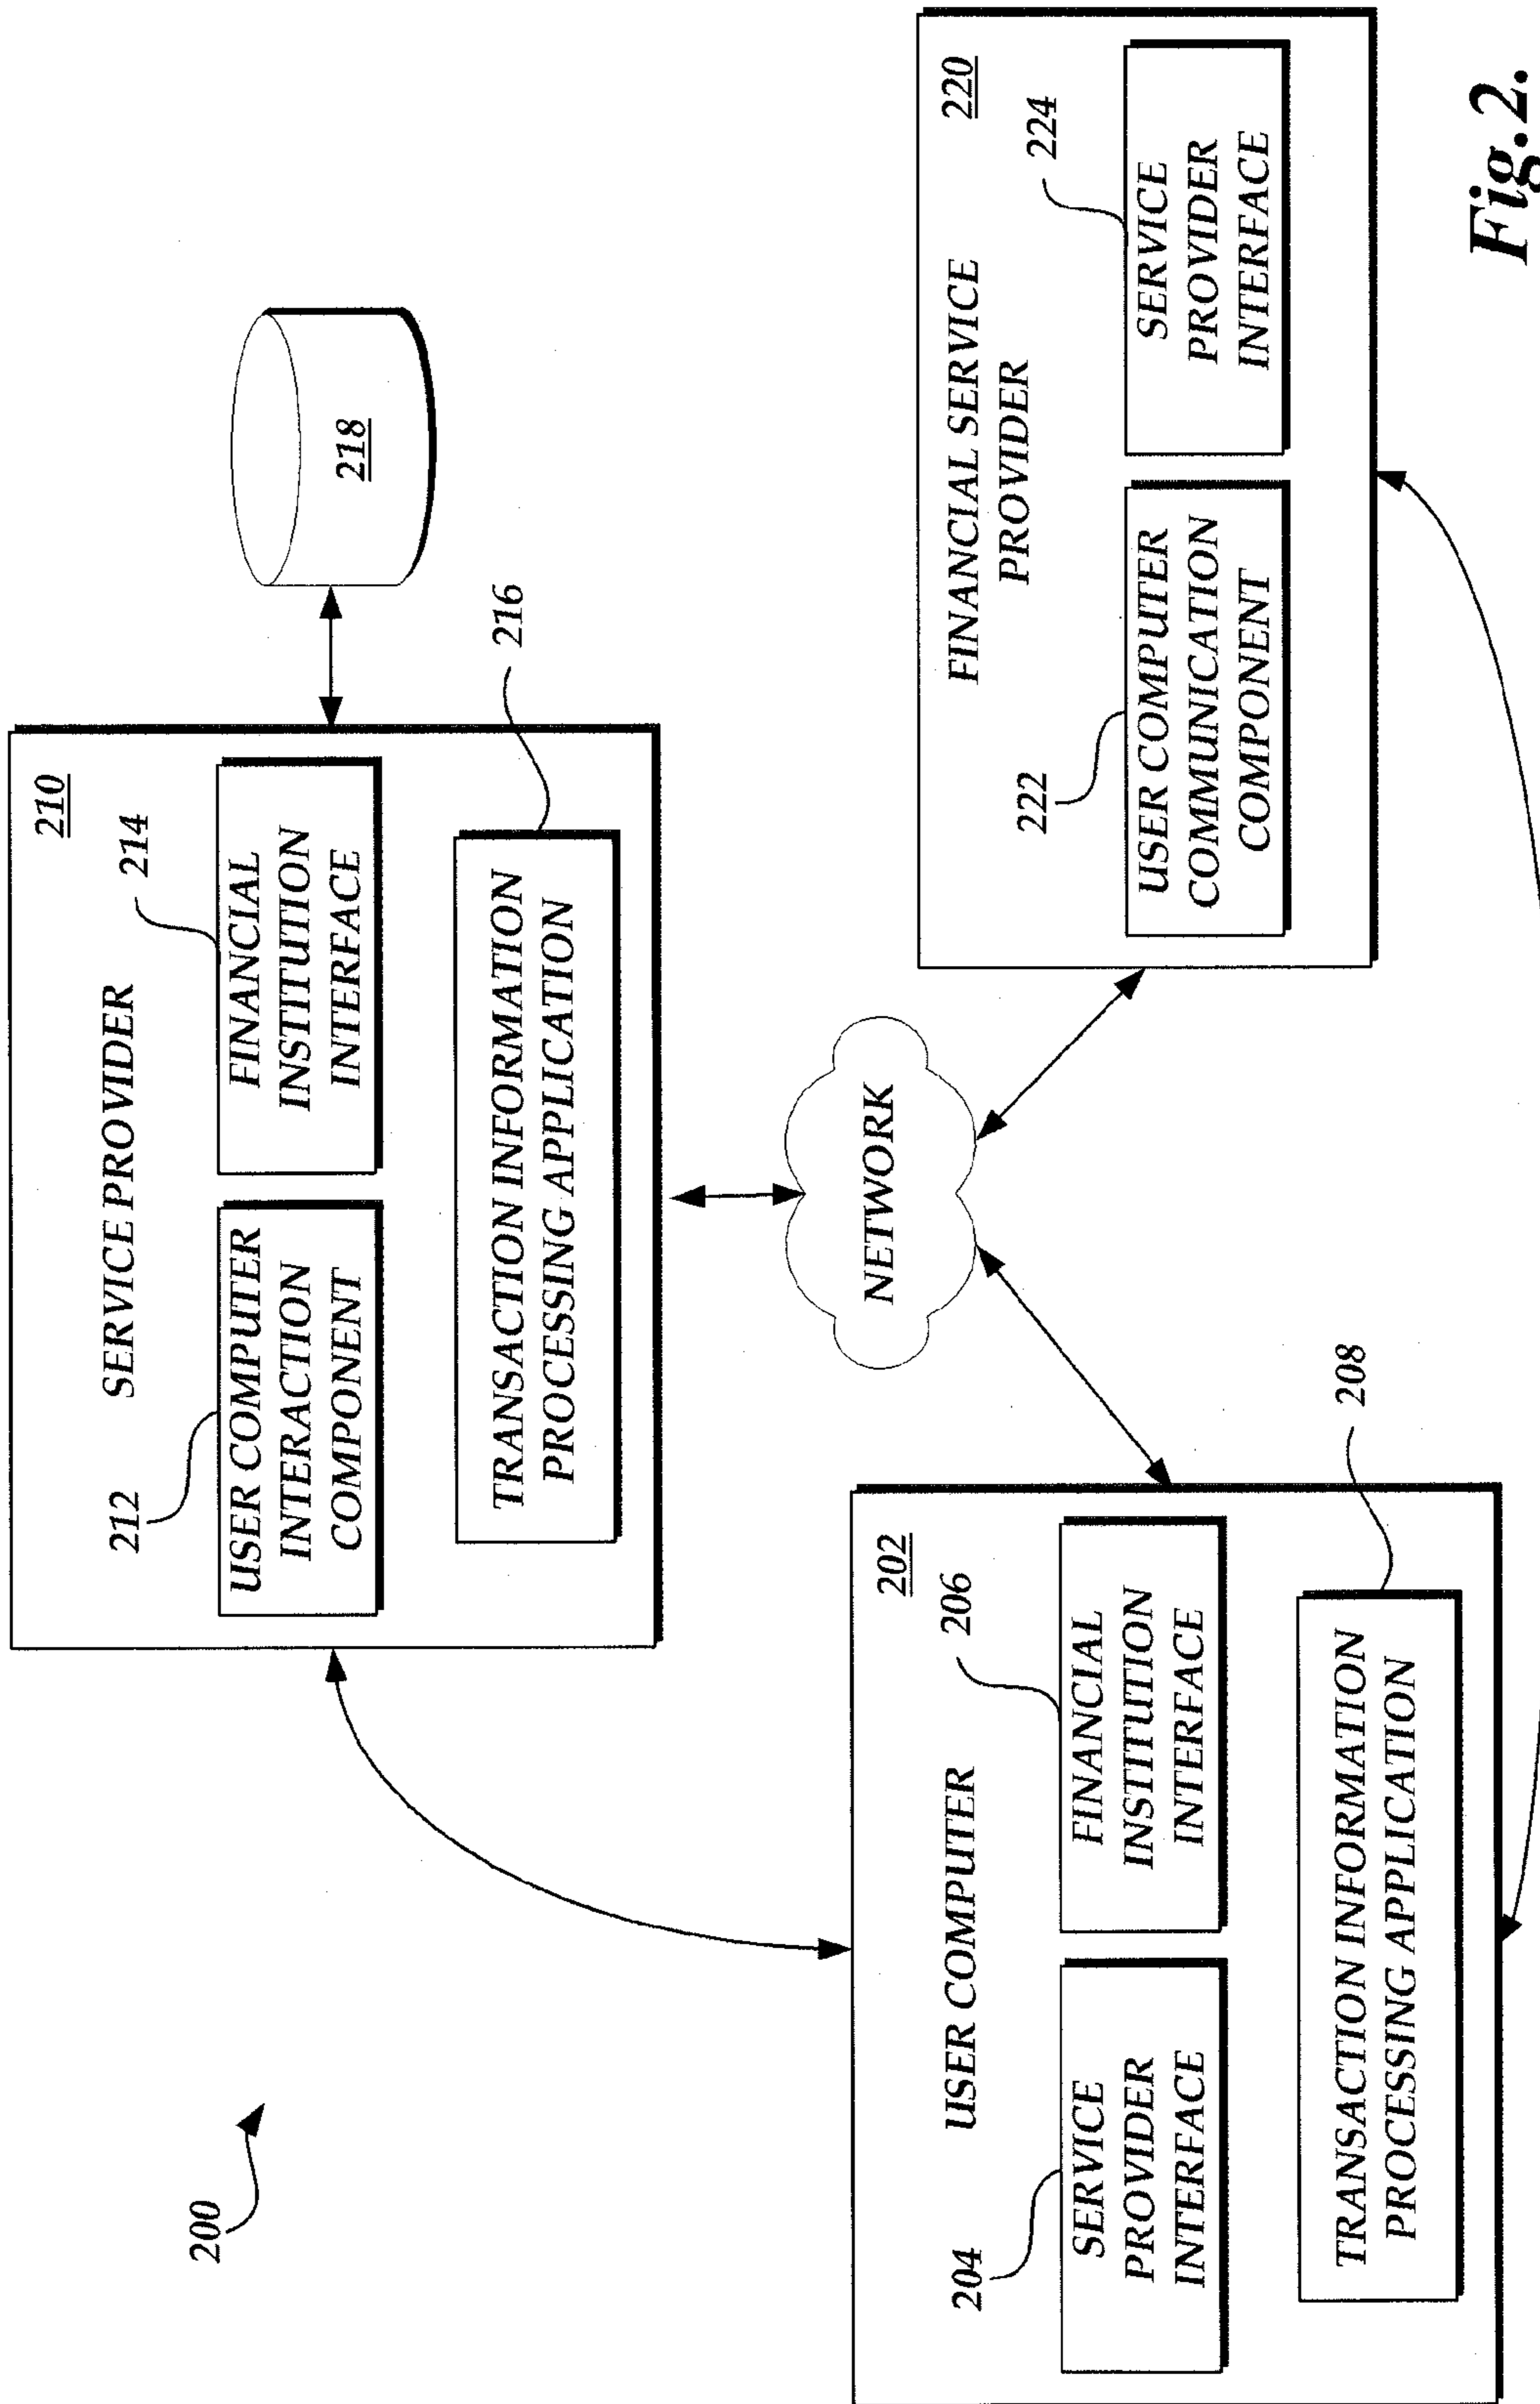 200
SERVICE PROVIDER
210
212
214
USER COMPUTER
INTERACTION
COMPONENT
FINANCIAL
INSTITUTION
INTERFACE
TRANSACTION INFORMATION
PROCESSING APPLICATION
216
218
NETWORK
USER COMPUTER
202
204
206
SERVICE
PROVIDER
INTERFACE
FINANCIAL
INSTITUTION
INTERFACE
TRANSACTION INFORMATION
PROCESSING APPLICATION
208
FINANCIAL SERVICE
PROVIDER
220
222
224
USER COMPUTER
COMMUNICATION
COMPONENT
SERVICE
PROVIDER
INTERFACE
Fig.2.